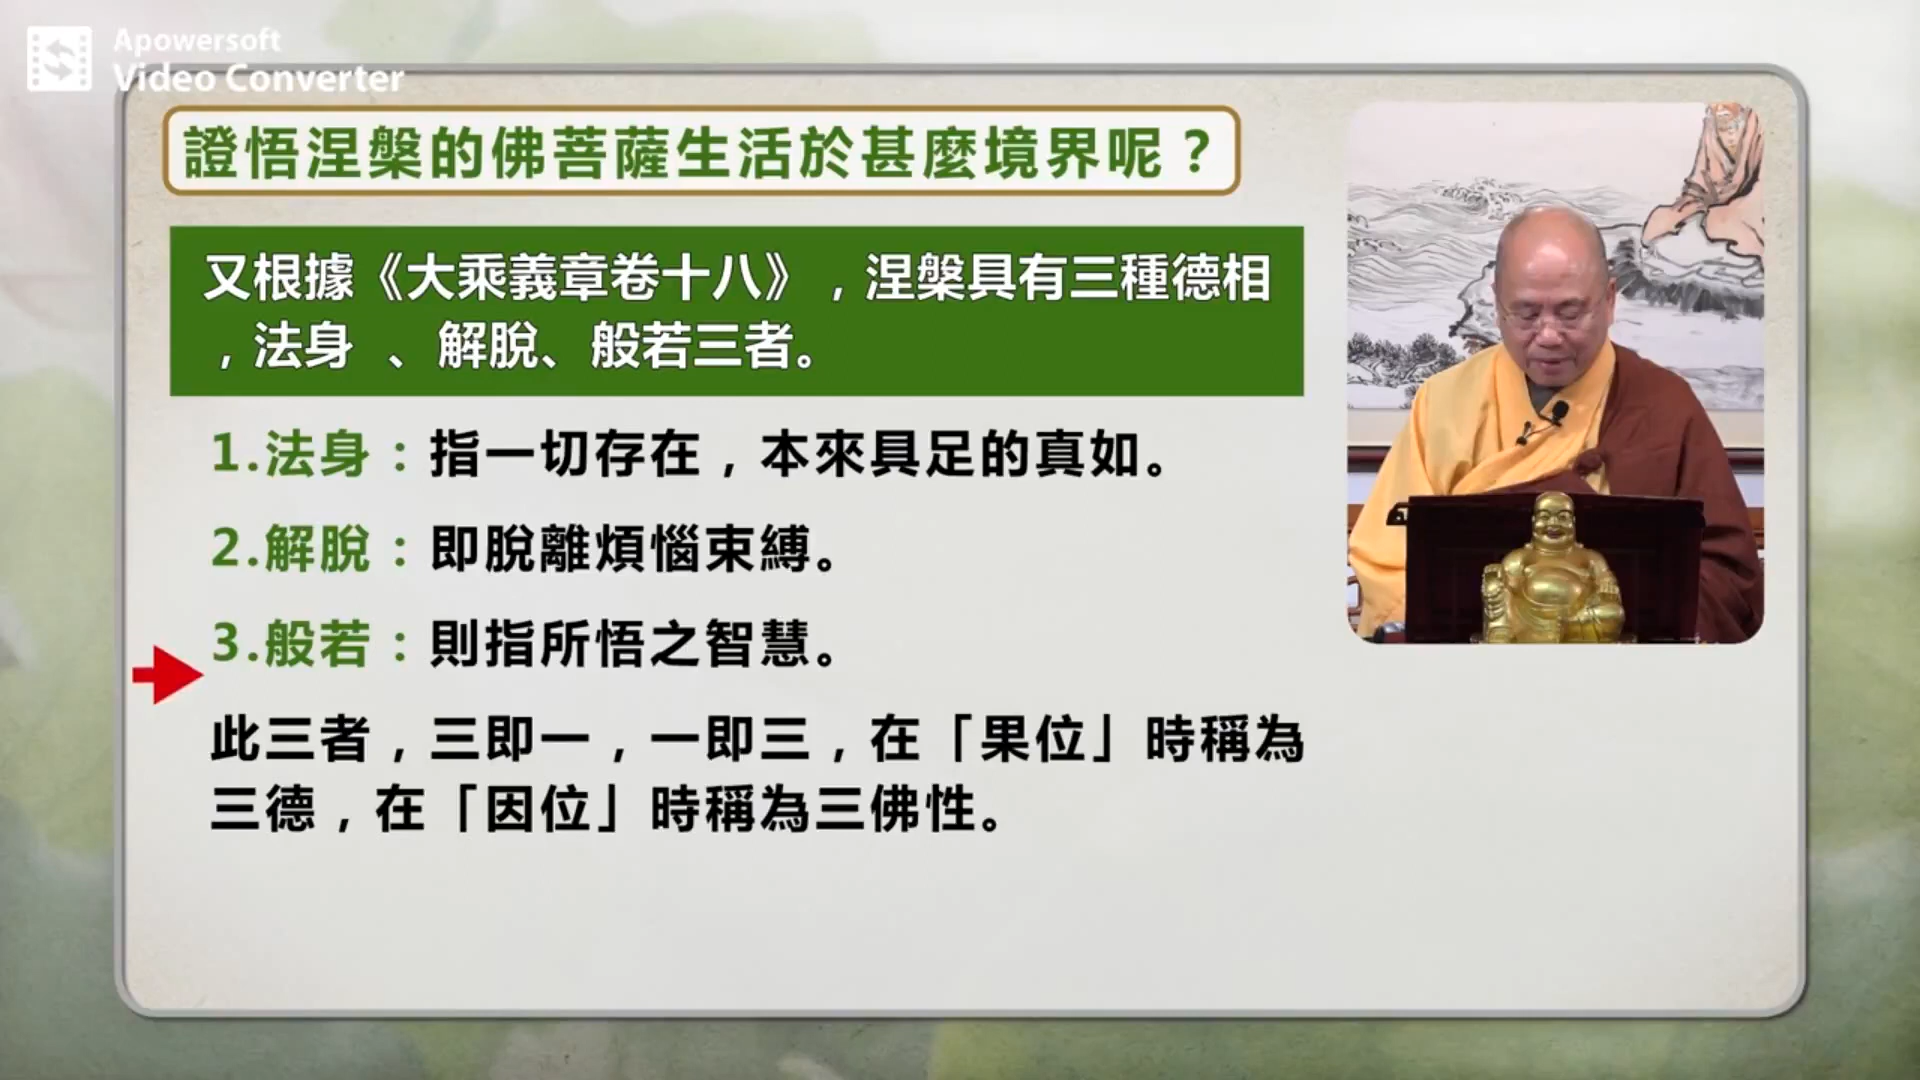 Apowersoft
Video Converter
證悟涅槃的佛菩薩生活於甚麼境界呢？
又根據《大乘義章卷十八》，涅槃具有三種德相
，法身 、解脫、般若三者。
1.法身：指一切存在，本來具足的真如。
2.解脫：即脫離煩惱束縛。
3.般若：則指所悟之智慧。
此三者，三即一，一即三，在「果位」時稱為
三德，在「因位」時稱為三佛性。